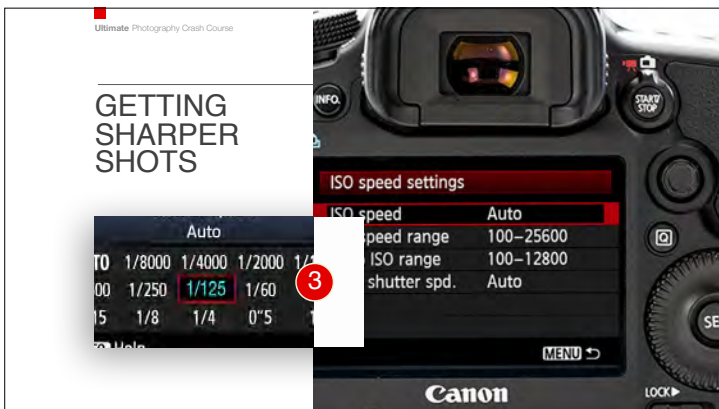 Ultimate Photography Crash Course
GETTING
SHARPER
SHOTS
INFO.
START/
STOP
Q
ISO speed settings
ISO speed Auto
speed range 100–25600
ISO range 100–12800
shutter spd. Auto
MENU
Canon
LOCK▶
Auto
1/8000 1/4000 1/2000
1/250 1/125 1/60
1/8 1/4 0"5
Help
3